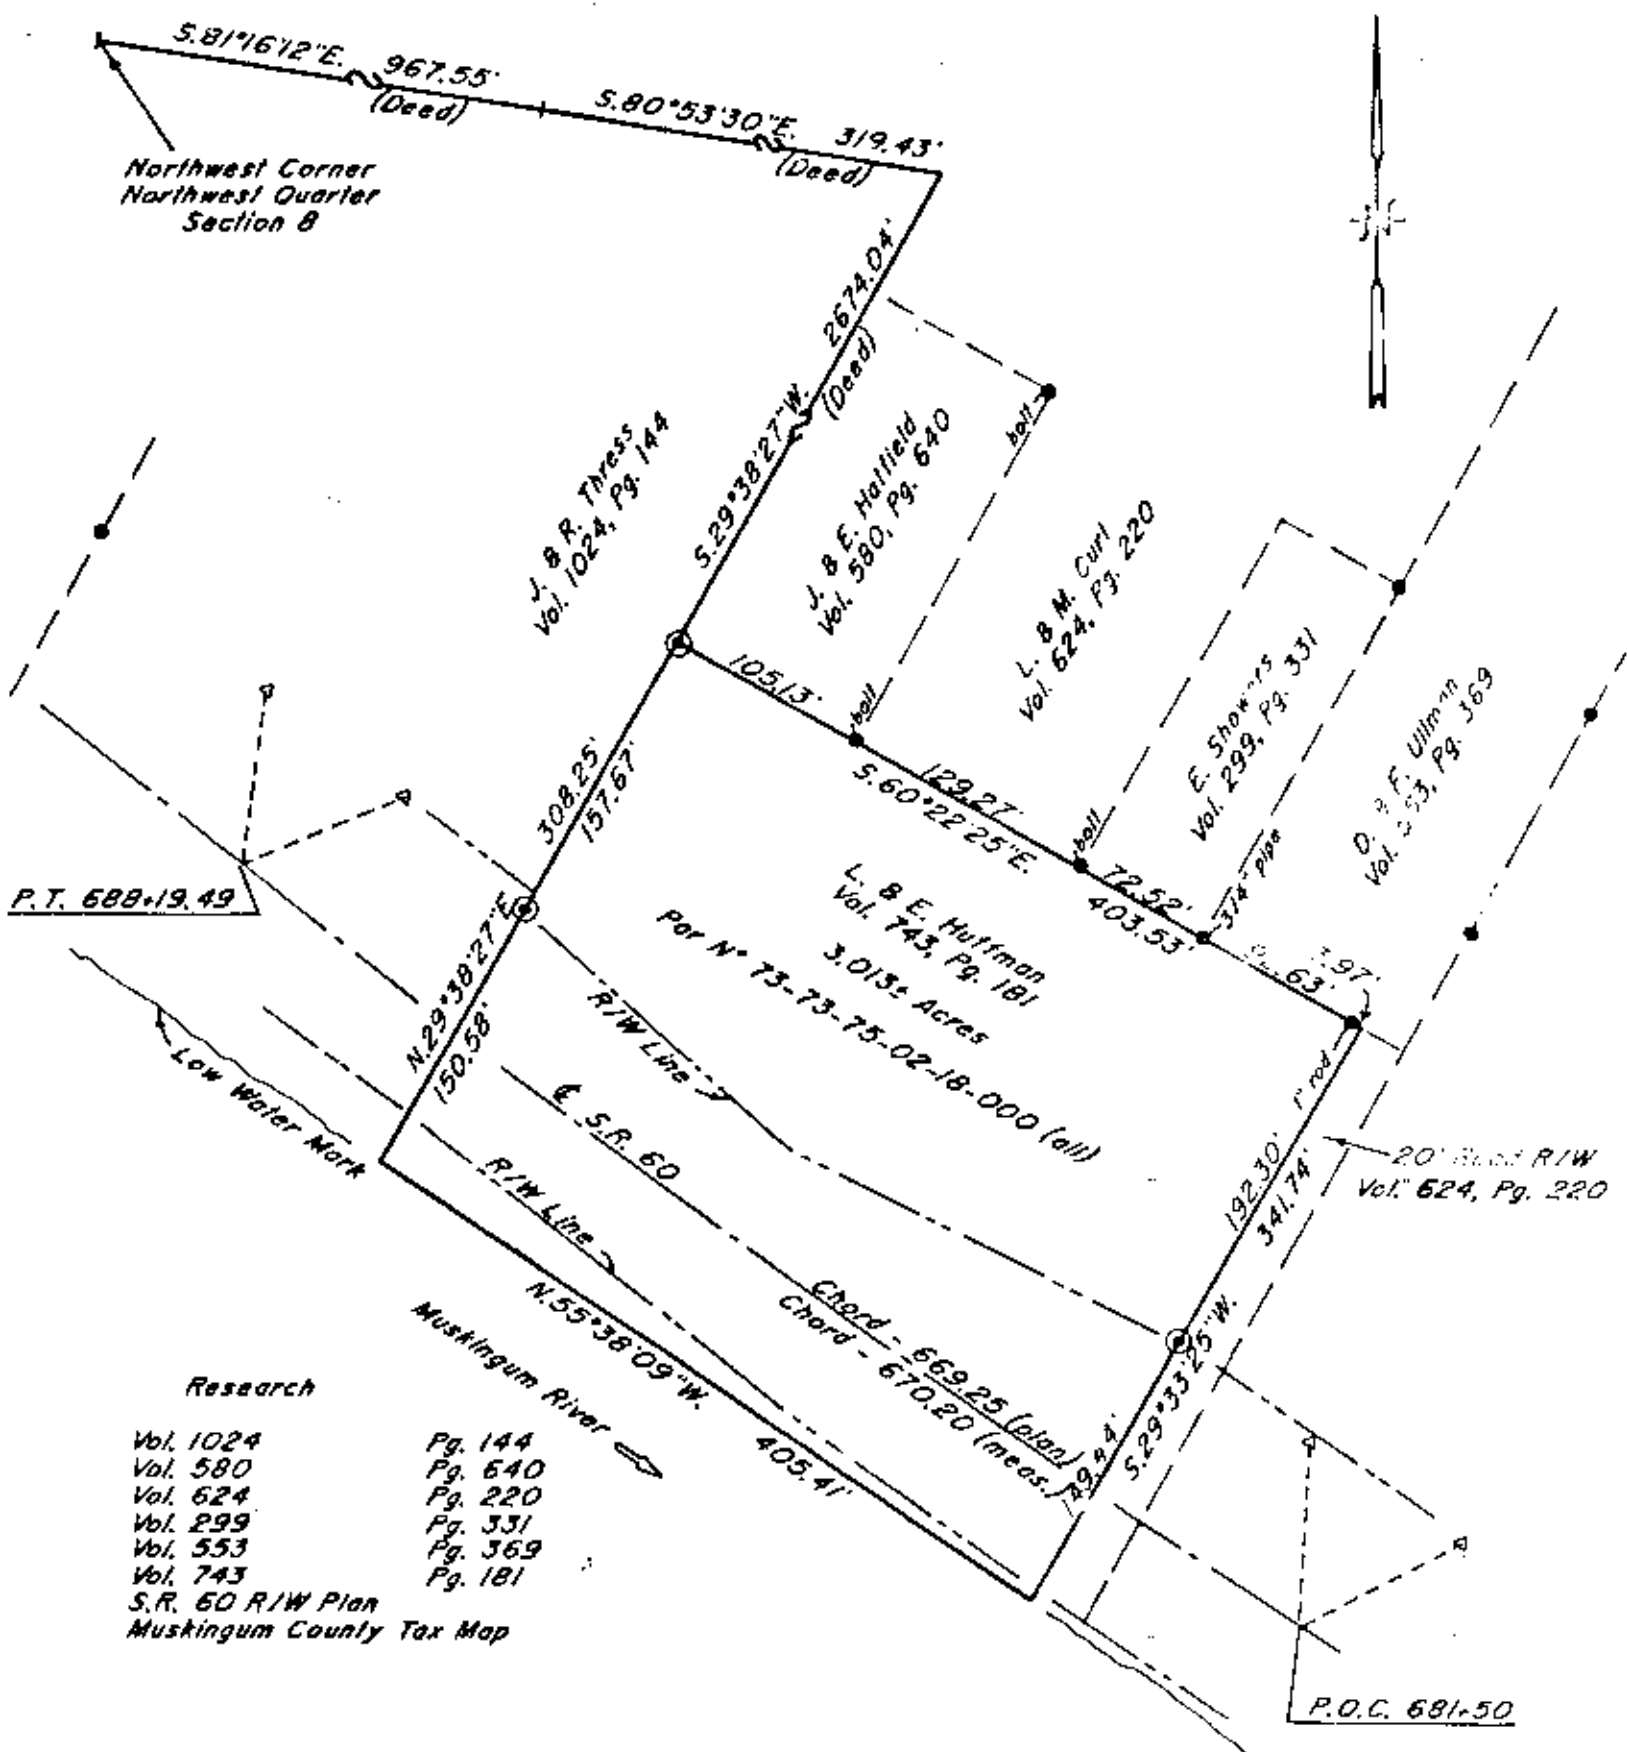 S.81°16'12"E.
967.55'
(Deed)
S.80°53'30"E.
319.43'
(Deed)
Northwest Corner
Northwest Quarter
Section 8
N
2674.04'
(Deed)
S.29°38'27"W.
J. & R. Thress
Vol. 1024, Pg. 144
J. & E. Hatfield
Vol. 580, Pg. 640
bolt
L. & M. Curl
Vol. 624, Pg. 220
E. Showers
Vol. 299, Pg. 331
Ullman
Pg. 369
105.13'
bolt
129.27'
S.60°22'25"E.
bolt
72.52'
403.53'
3/4" pipe
63'
1" rod
308.25'
157.67'
P.T. 688+19.49
N.29°38'27"E.
150.58'
L. & E. Huffman
Vol. 743, Pg. 181
3.013± Acres
Par Nº 73-73-75-02-18-000 (all)
R/W Line
Low Water Mark
℄ S.R. 60
R/W Line
192.30'
341.74'
20' R/W
Vol. 624, Pg. 220
Chord - 669.25 (plan)
Chord - 670.20 (meas.)
S.29°33'25"W.
N.55°38'09"W.
405.41'
Muskingum River
Research
Vol. 1024 Pg. 144
Vol. 580 Pg. 640
Vol. 624 Pg. 220
Vol. 299 Pg. 331
Vol. 553 Pg. 369
Vol. 743 Pg. 181
S.R. 60 R/W Plan
Muskingum County Tax Map
P.O.C. 681+50